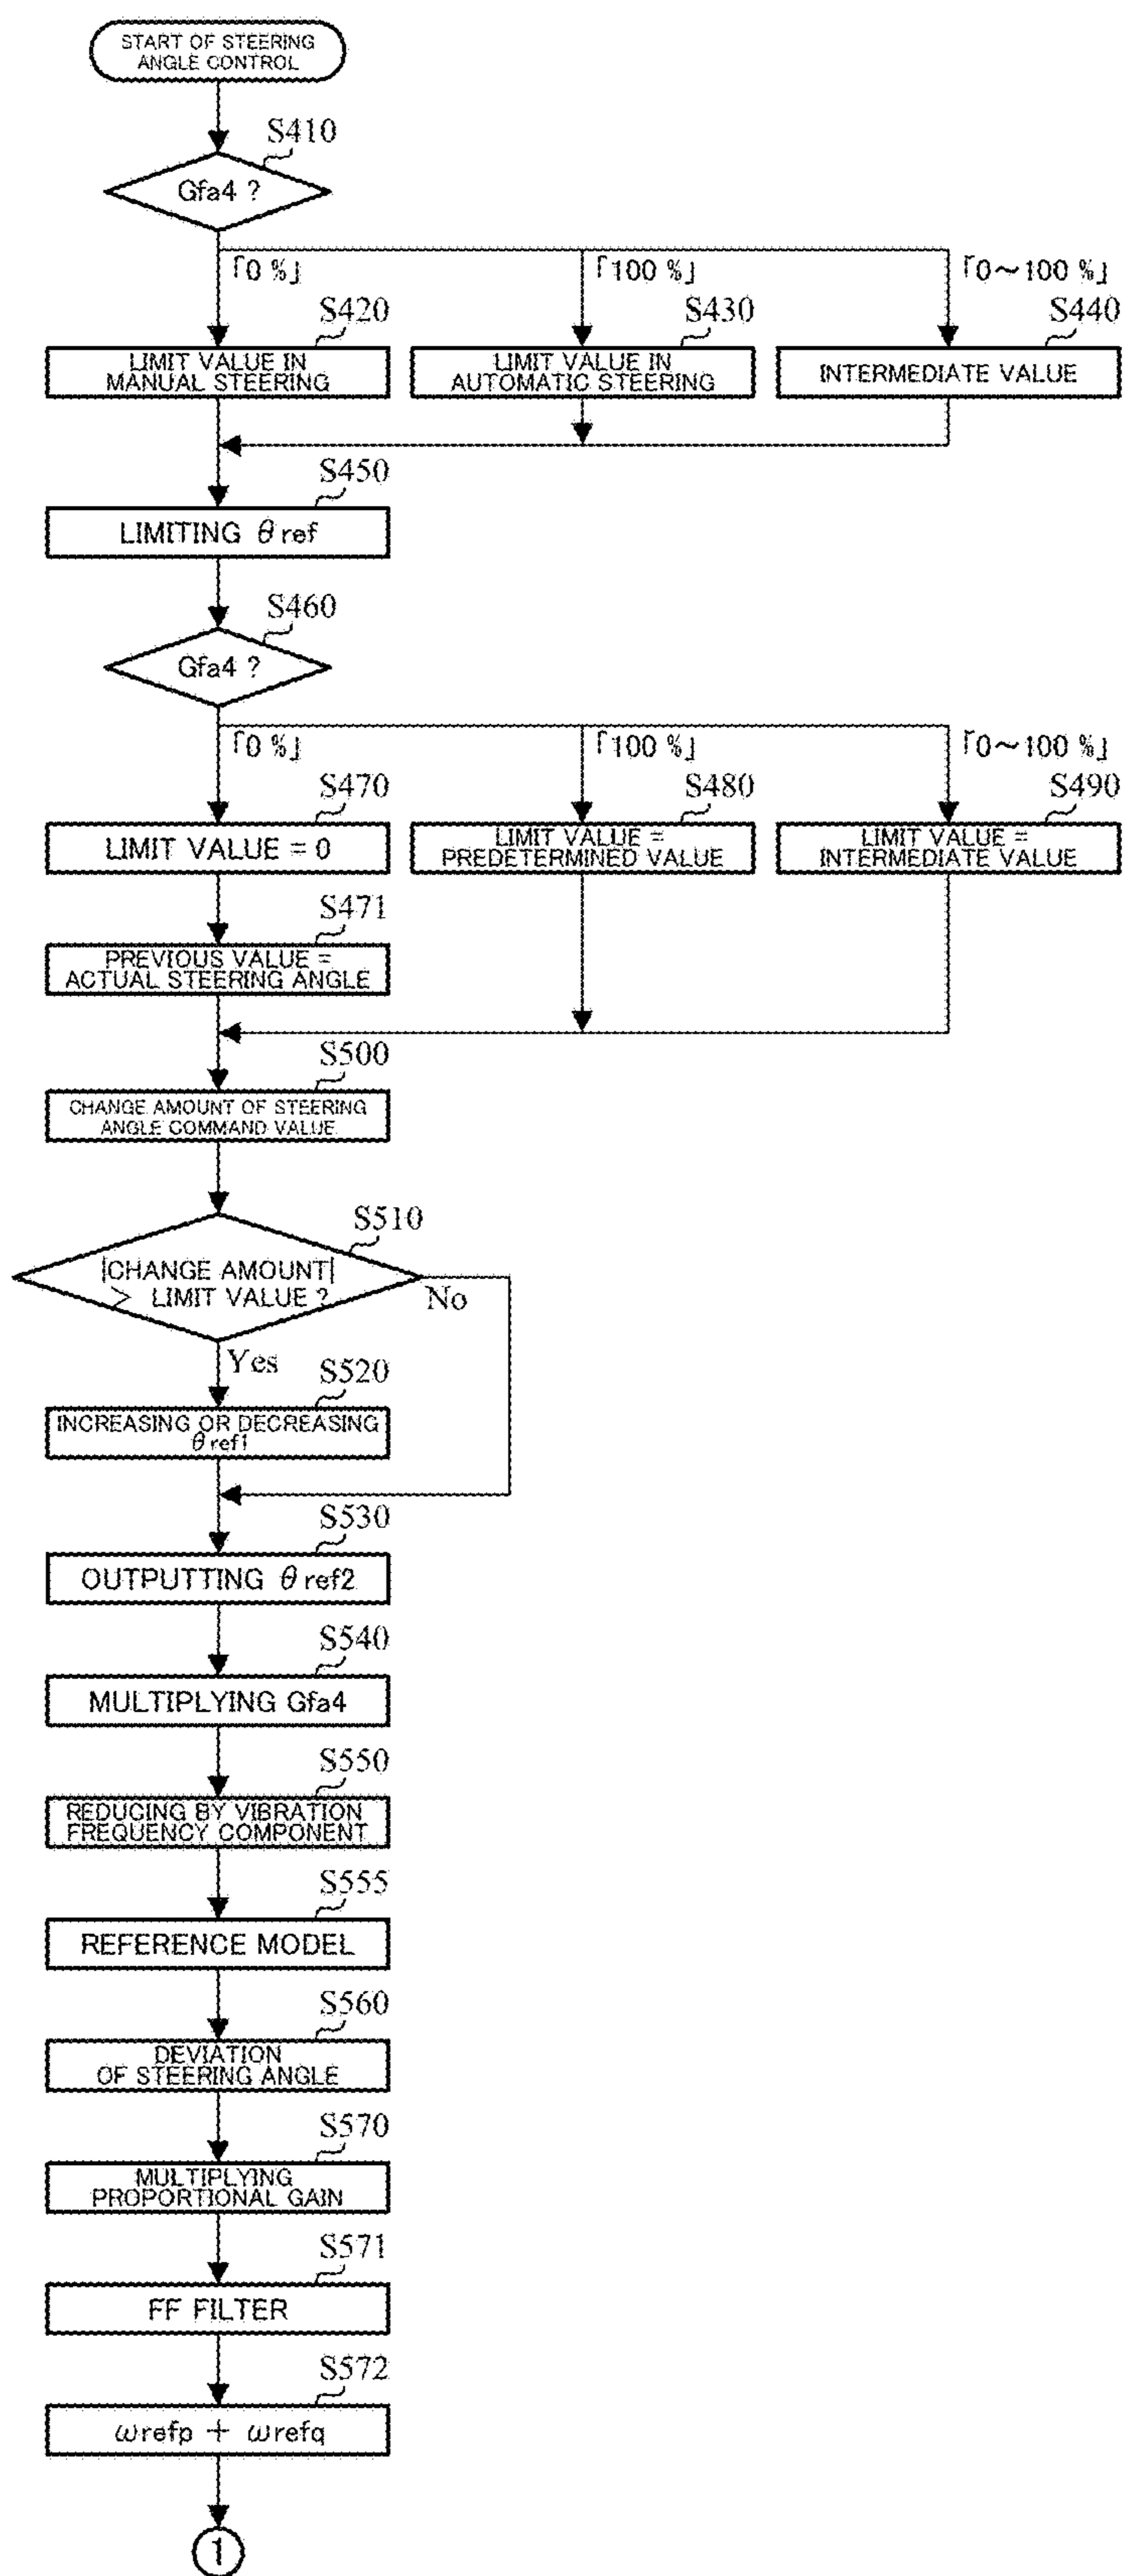 START OF STEERING
ANGLE CONTROL
S410
Gfa4 ?
「0 %」
「100 %」
「0～100 %」
S420
S430
S440
LIMIT VALUE IN
MANUAL STEERING
LIMIT VALUE IN
AUTOMATIC STEERING
INTERMEDIATE VALUE
S450
LIMITING θref
S460
Gfa4 ?
「0 %」
「100 %」
「0～100 %」
S470
S480
S490
LIMIT VALUE = 0
LIMIT VALUE =
PREDETERMINED VALUE
LIMIT VALUE =
INTERMEDIATE VALUE
S471
PREVIOUS VALUE =
ACTUAL STEERING ANGLE
S500
CHANGE AMOUNT OF STEERING
ANGLE COMMAND VALUE
S510
|CHANGE AMOUNT|
> LIMIT VALUE ?
No
Yes
S520
INCREASING OR DECREASING
θref1
S530
OUTPUTTING θref2
S540
MULTIPLYING Gfa4
S550
REDUCING BY VIBRATION
FREQUENCY COMPONENT
S555
REFERENCE MODEL
S560
DEVIATION
OF STEERING ANGLE
S570
MULTIPLYING
PROPORTIONAL GAIN
S571
FF FILTER
S572
ωrefp + ωrefq
1